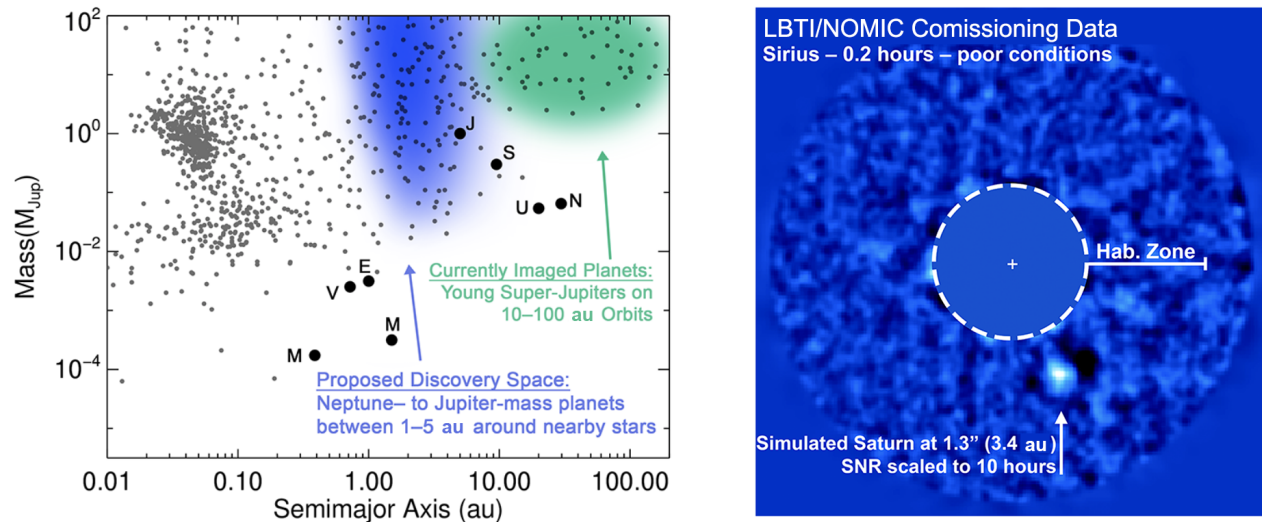 10²
10⁰
10⁻²
10⁻⁴
Mass(M_Jup)
J
S
U
N
E
V
M
M
Currently Imaged Planets:
Young Super-Jupiters on
10–100 au Orbits
Proposed Discovery Space:
Neptune– to Jupiter-mass planets
between 1–5 au around nearby stars
0.01
0.10
1.00
10.00
100.00
Semimajor Axis (au)
LBTI/NOMIC Comissioning Data
Sirius – 0.2 hours – poor conditions
Hab. Zone
Simulated Saturn at 1.3” (3.4 au)
SNR scaled to 10 hours